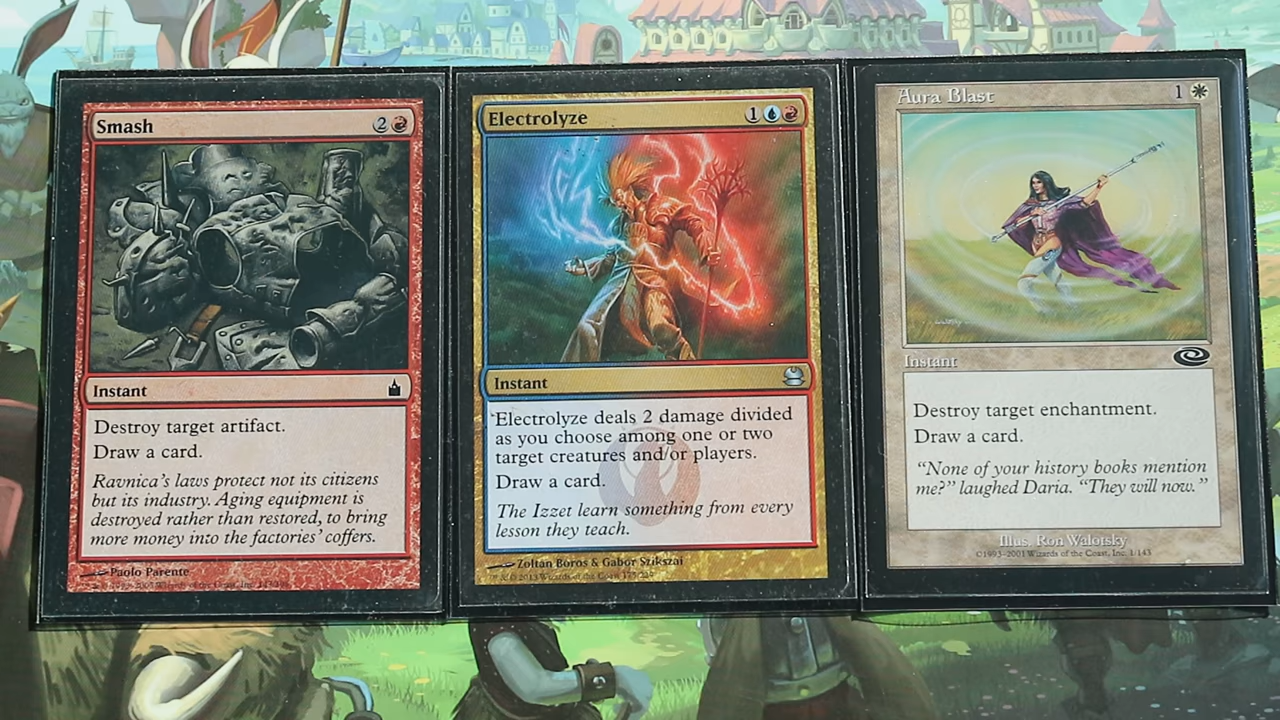 Smash
2
Instant
Destroy target artifact.
Draw a card.
Ravnica's laws protect not its citizens
but its industry. Aging equipment is
destroyed rather than restored, to bring
more money into the factories' coffers.
Paolo Parente
Electrolyze
1
Instant
Electrolyze deals 2 damage divided
as you choose among one or two
target creatures and/or players.
Draw a card.
The Izzet learn something from every
lesson they teach.
Zoltan Boros & Gabor Szikszai
Aura Blast
1
Instant
Destroy target enchantment.
Draw a card.
“None of your history books mention
me?” laughed Daria. “They will now.”
Illus. Ron Walotsky
©1993-2001 Wizards of the Coast, Inc. 1/143